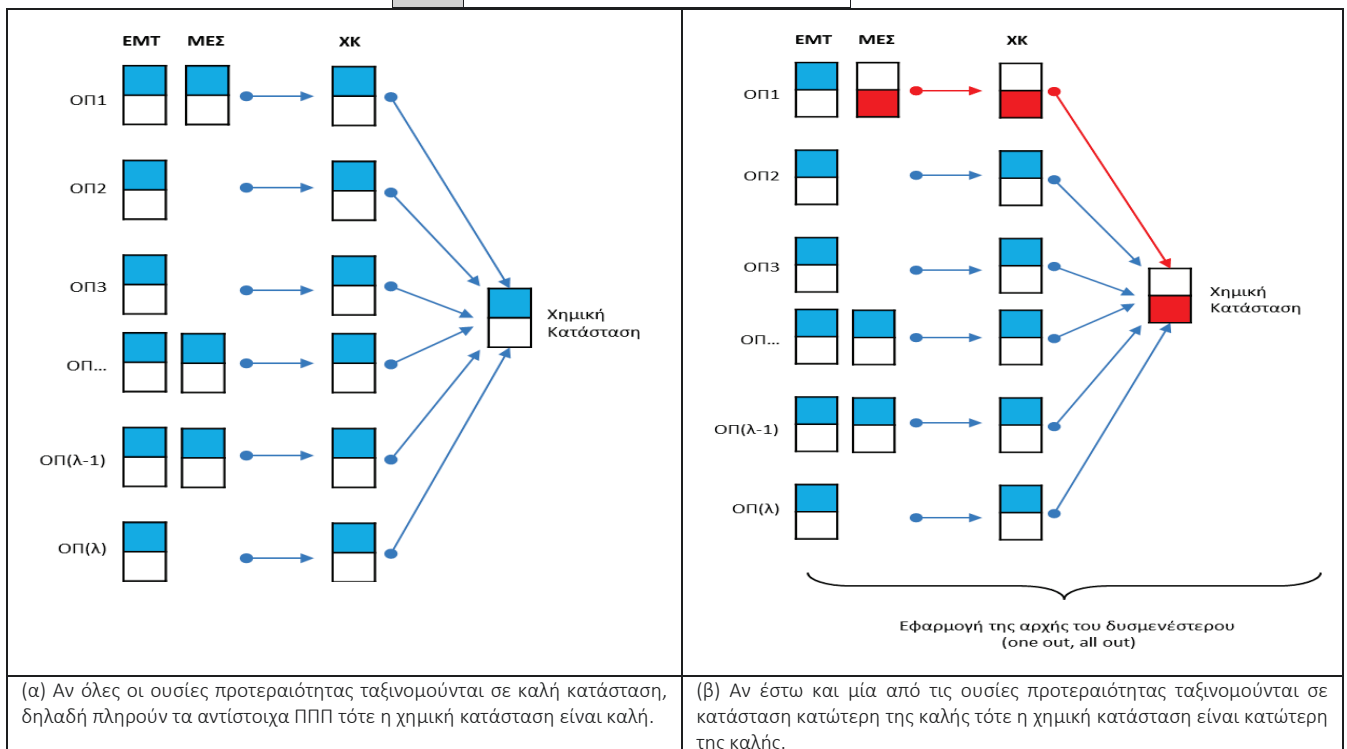 ΕΜΤ ΜΕΣ ΧΚ
ΟΠ1
ΟΠ2
ΟΠ3
ΟΠ...
ΟΠ(λ-1)
ΟΠ(λ)
Χημική
Κατάσταση
(α) Αν όλες οι ουσίες προτεραιότητας ταξινομούνται σε καλή κατάσταση,
δηλαδή πληρούν τα αντίστοιχα ΠΠΠ τότε η χημική κατάσταση είναι καλή.
ΕΜΤ ΜΕΣ ΧΚ
ΟΠ1
ΟΠ2
ΟΠ3
ΟΠ...
ΟΠ(λ-1)
ΟΠ(λ)
Χημική
Κατάσταση
Εφαρμογή της αρχής του δυσμενέστερου
(one out, all out)
(β) Αν έστω και μία από τις ουσίες προτεραιότητας ταξινομούνται σε
κατάσταση κατώτερη της καλής τότε η χημική κατάσταση είναι κατώτερη
της καλής.